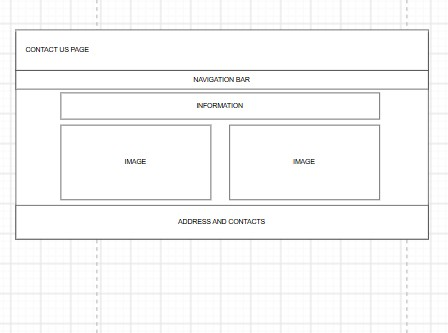 CONTACT US PAGE
NAVIGATION BAR
INFORMATION
IMAGE
IMAGE
ADDRESS AND CONTACTS